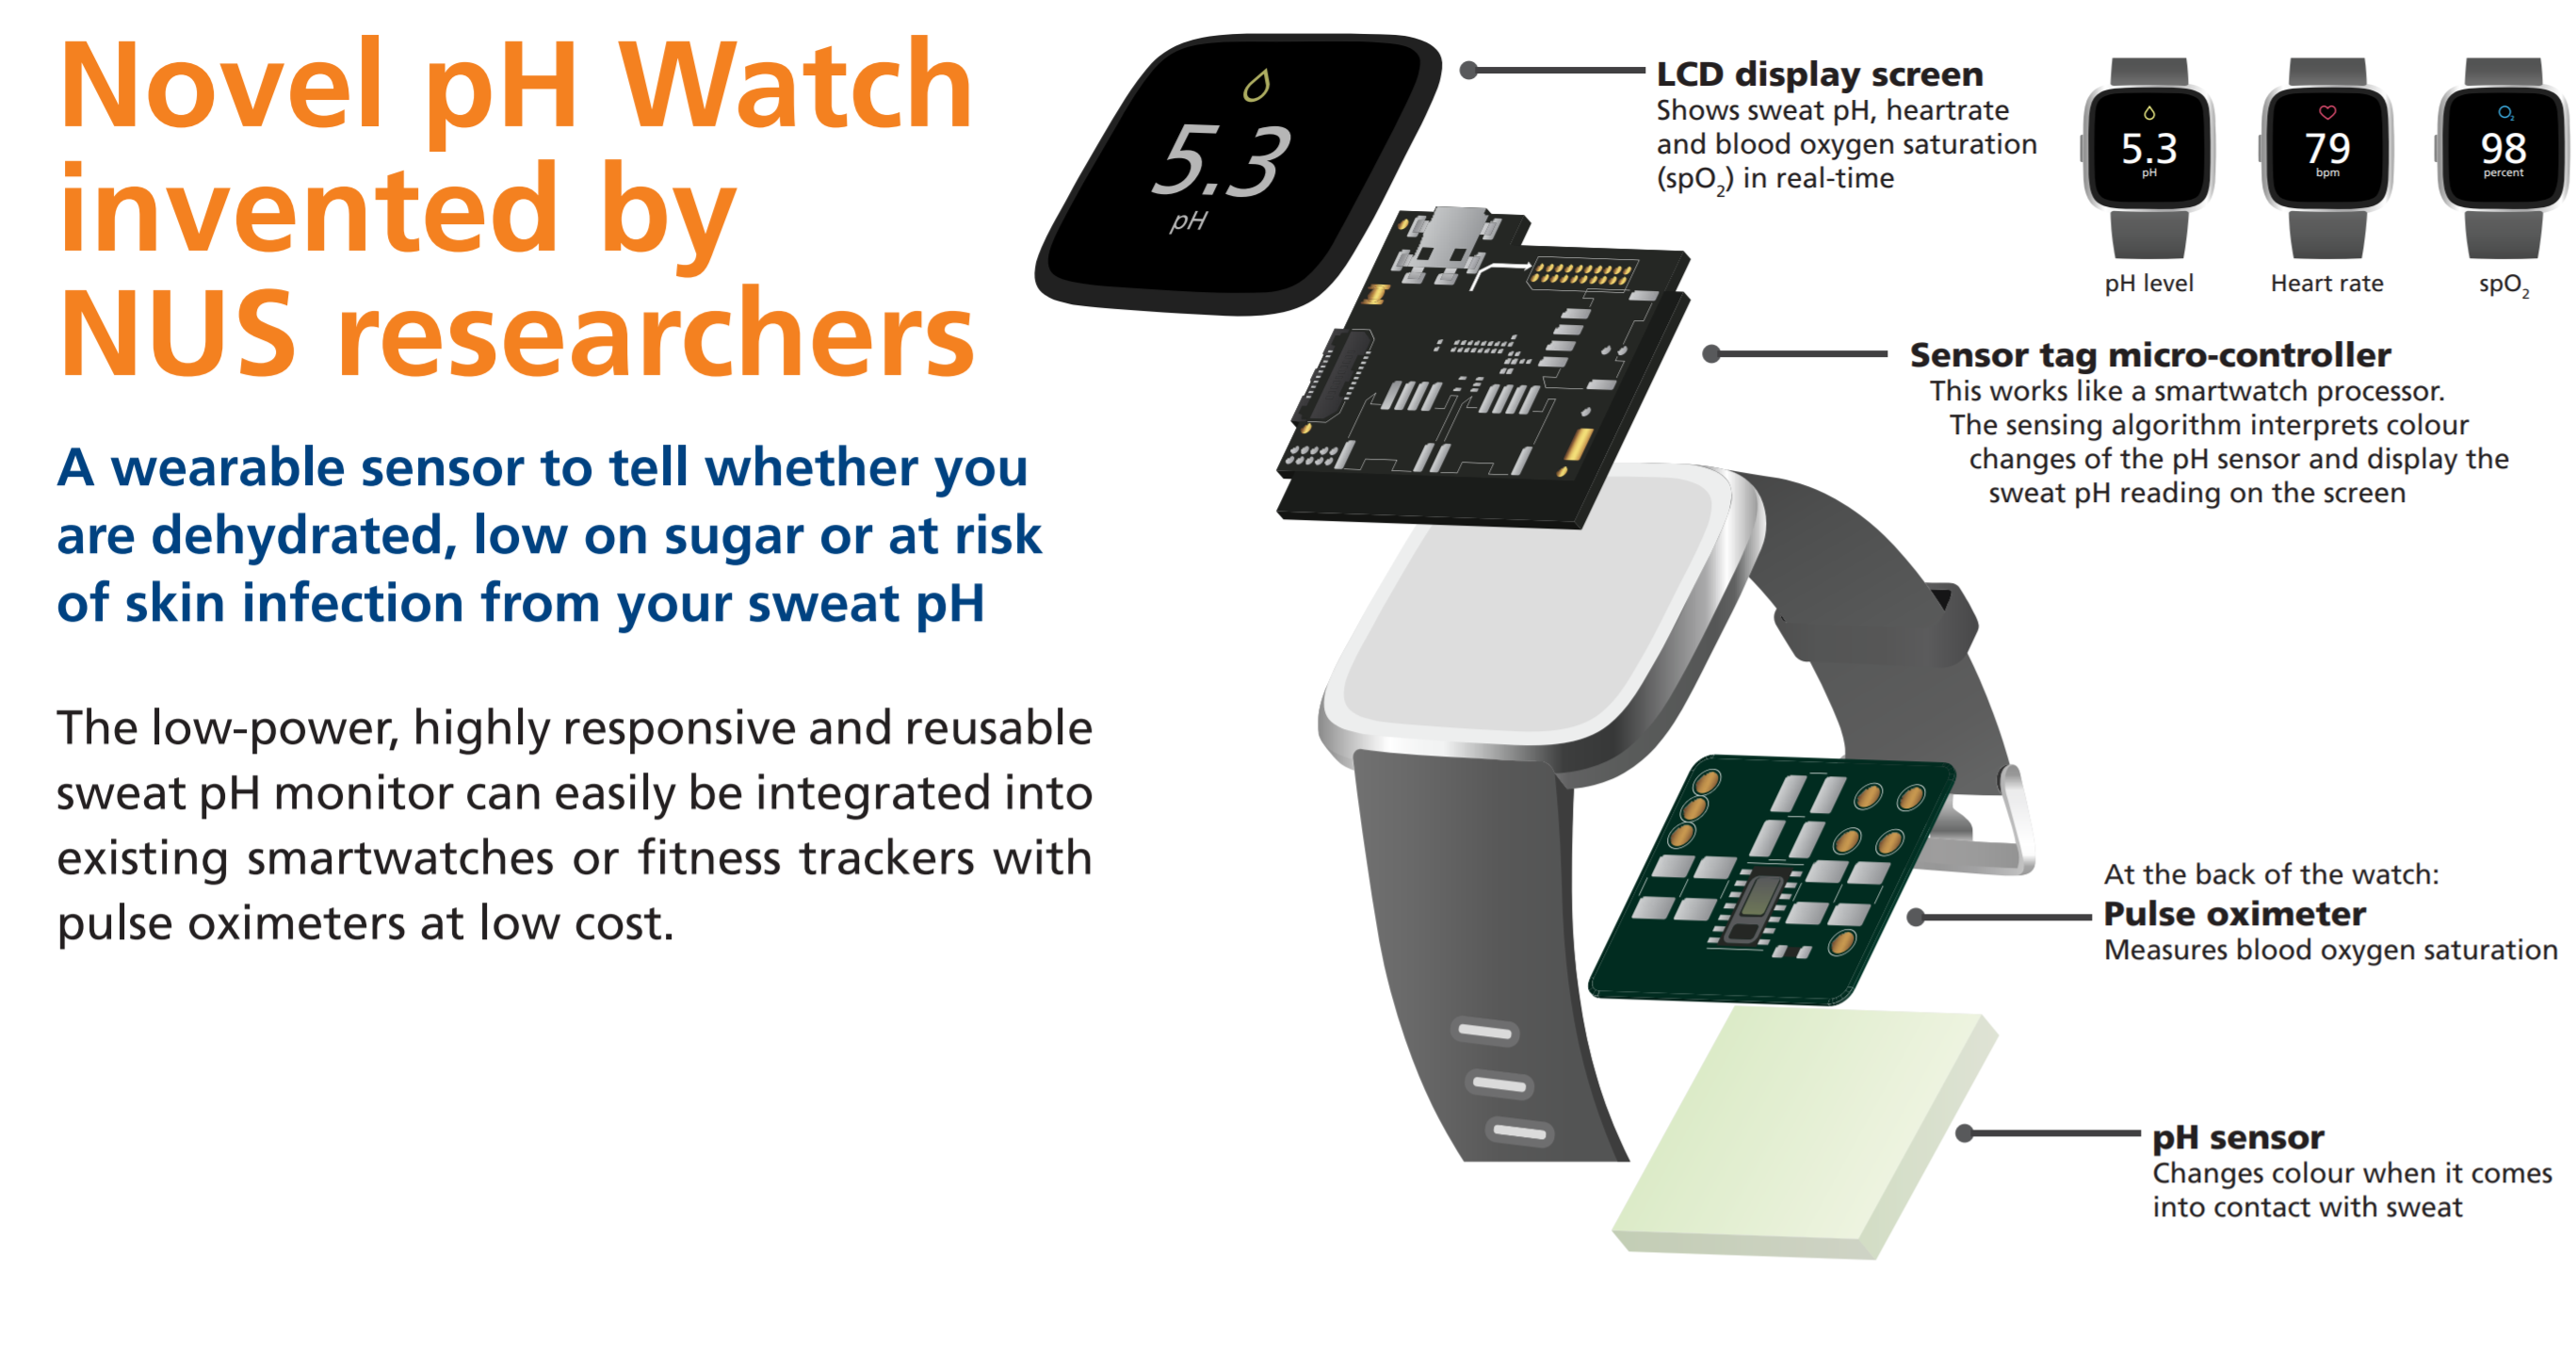 Novel pH Watch
invented by
NUS researchers
A wearable sensor to tell whether you
are dehydrated, low on sugar or at risk
of skin infection from your sweat pH
The low-power, highly responsive and reusable
sweat pH monitor can easily be integrated into
existing smartwatches or fitness trackers with
pulse oximeters at low cost.
5.3
pH
LCD display screen
Shows sweat pH, heartrate
and blood oxygen saturation
(spO₂) in real-time
5.3
pH
pH level
79
bpm
Heart rate
O₂
98
percent
spO₂
Sensor tag micro-controller
This works like a smartwatch processor.
The sensing algorithm interprets colour
changes of the pH sensor and display the
sweat pH reading on the screen
At the back of the watch:
Pulse oximeter
Measures blood oxygen saturation
pH sensor
Changes colour when it comes
into contact with sweat